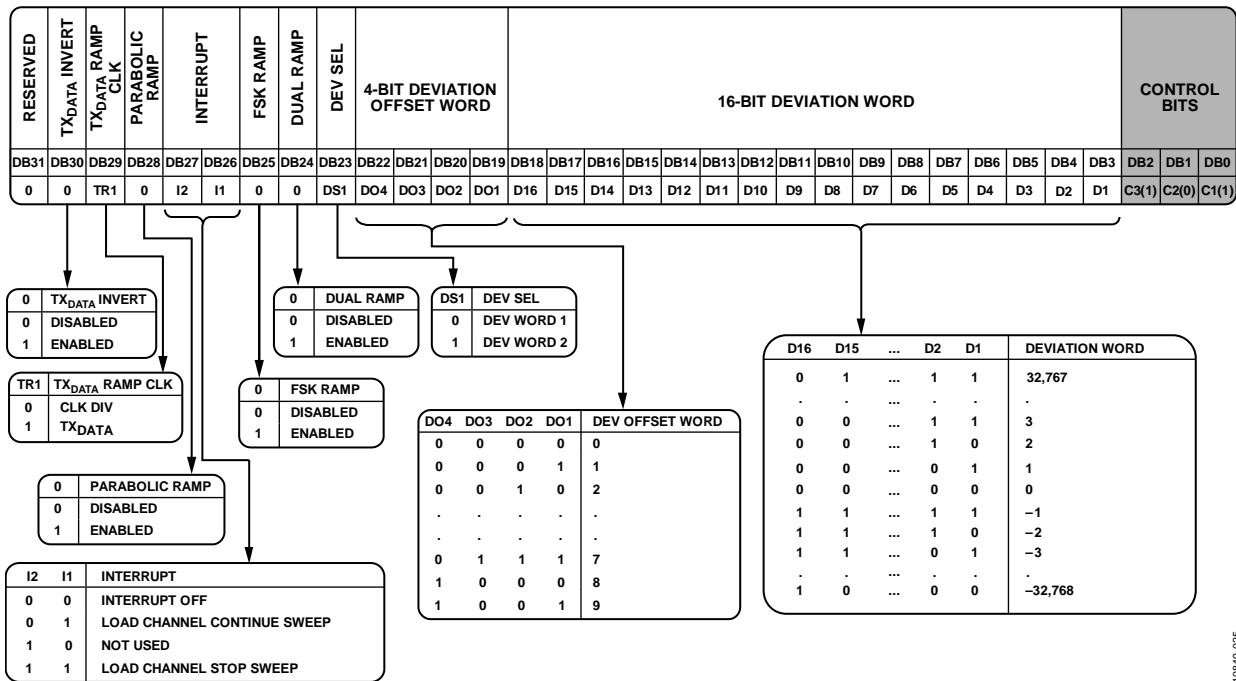 RESERVED
TXDATA INVERT
TXDATA RAMP CLK
PARABOLIC RAMP
INTERRUPT
FSK RAMP
DUAL RAMP
DEV SEL
4-BIT DEVIATION OFFSET WORD
16-BIT DEVIATION WORD
CONTROL BITS
DB31 DB30 DB29 DB28 DB27 DB26 DB25 DB24 DB23 DB22 DB21 DB20 DB19 DB18 DB17 DB16 DB15 DB14 DB13 DB12 DB11 DB10 DB9 DB8 DB7 DB6 DB5 DB4 DB3 DB2 DB1 DB0
0 0 TR1 0 I2 I1 0 0 DS1 DO4 DO3 DO2 DO1 D16 D15 D14 D13 D12 D11 D10 D9 D8 D7 D6 D5 D4 D3 D2 D1 C3(1) C2(0) C1(1)
0 TXDATA INVERT
0 DISABLED
1 ENABLED
TR1 TXDATA RAMP CLK
0 CLK DIV
1 TXDATA
0 PARABOLIC RAMP
0 DISABLED
1 ENABLED
I2 I1 INTERRUPT
0 0 INTERRUPT OFF
0 1 LOAD CHANNEL CONTINUE SWEEP
1 0 NOT USED
1 1 LOAD CHANNEL STOP SWEEP
0 FSK RAMP
0 DISABLED
1 ENABLED
0 DUAL RAMP
0 DISABLED
1 ENABLED
DS1 DEV SEL
0 DEV WORD 1
1 DEV WORD 2
DO4 DO3 DO2 DO1 DEV OFFSET WORD
0 0 0 0 0
0 0 0 1 1
0 0 1 0 2
. . . . .
. . . . .
0 1 1 1 7
1 0 0 0 8
1 0 0 1 9
D16 D15 ... D2 D1 DEVIATION WORD
0 1 ... 1 1 32,767
. . ... . . .
0 0 ... 1 1 3
0 0 ... 1 0 2
0 0 ... 0 1 1
0 0 ... 0 0 0
1 1 ... 1 1 –1
1 1 ... 1 0 –2
1 1 ... 0 1 –3
. . ... . . .
1 0 ... 0 0 –32,768